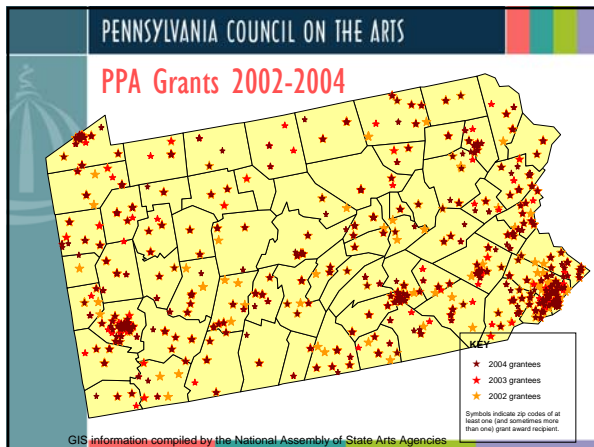 PENNSYLVANIA COUNCIL ON THE ARTS
PPA Grants 2002-2004
KEY
2004 grantees
2003 grantees
2002 grantees
Symbols indicate zip codes of at
least one (and sometimes more
than one) grant award recipient.
GIS information compiled by the National Assembly of State Arts Agencies